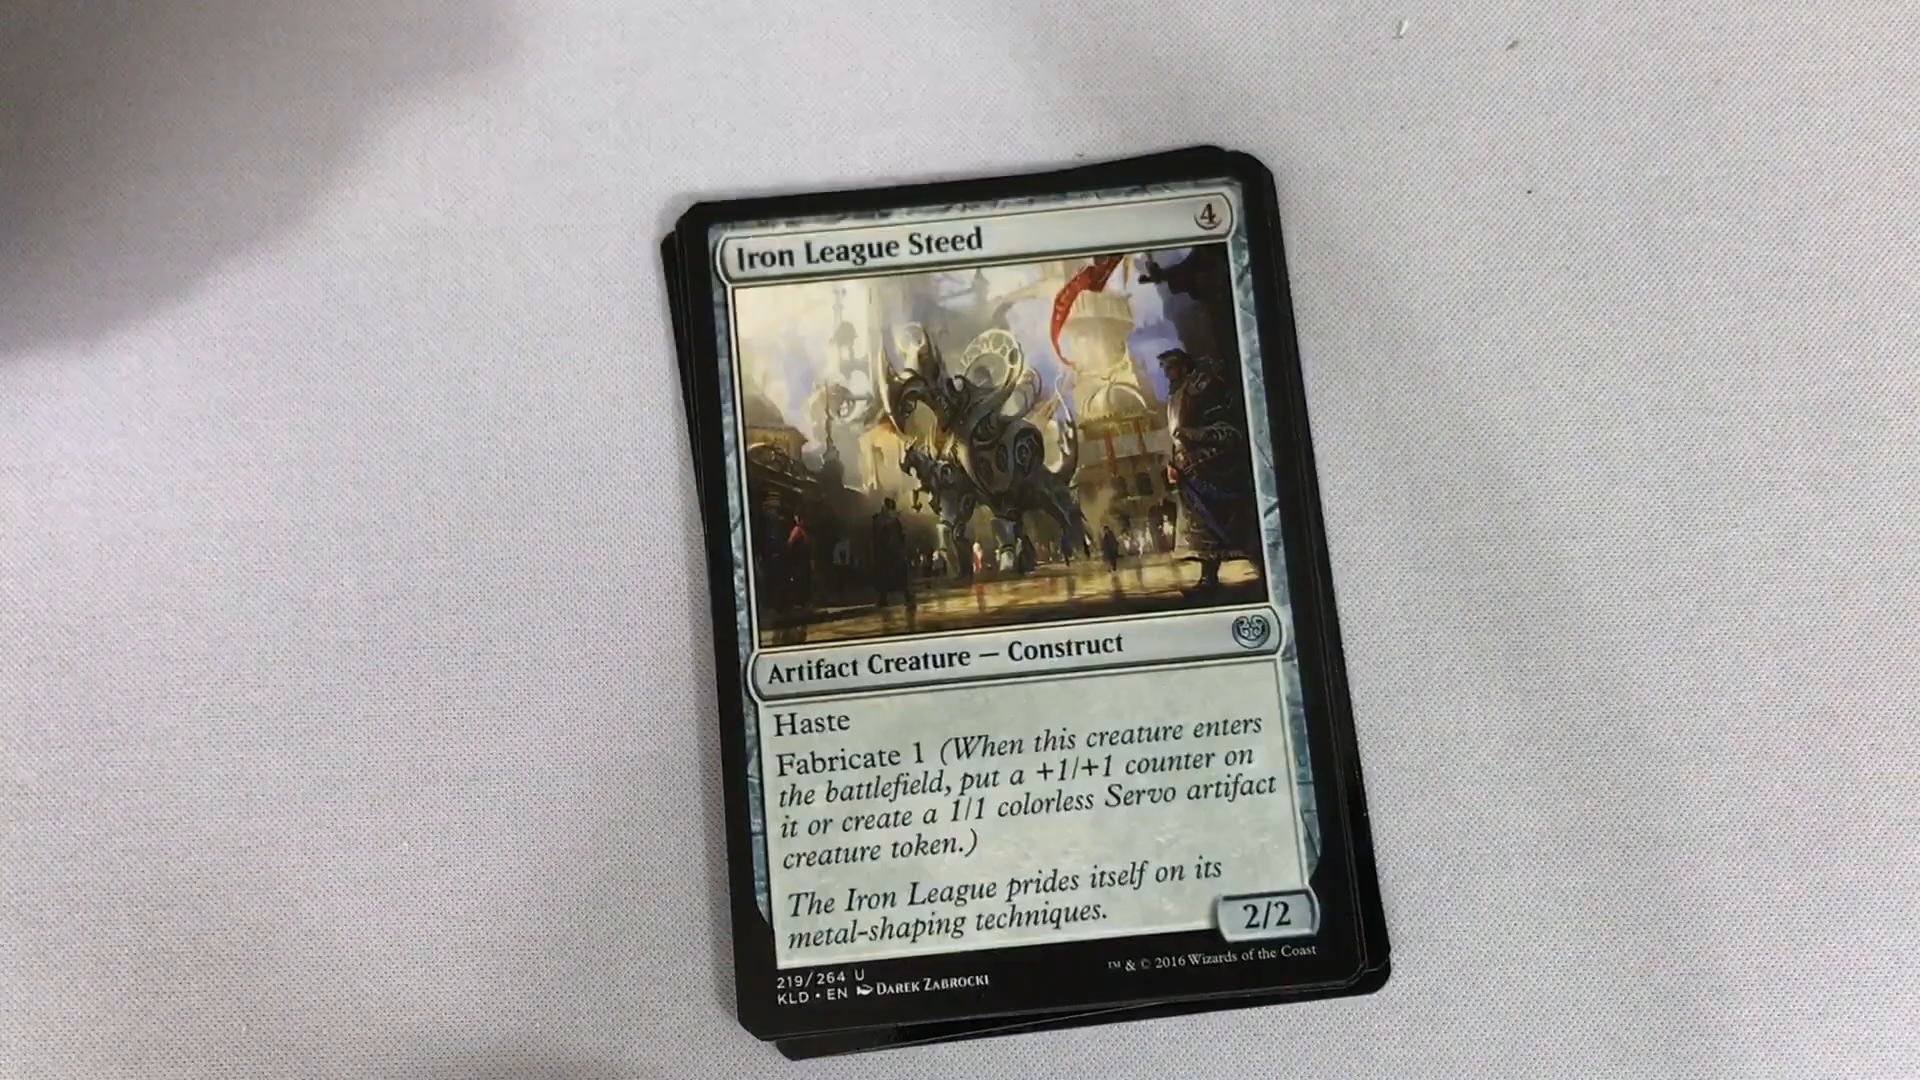 Iron League Steed 4
Artifact Creature — Construct
Haste
Fabricate 1 (When this creature enters
the battlefield, put a +1/+1 counter on
it or create a 1/1 colorless Servo artifact
creature token.)
The Iron League prides itself on its
metal-shaping techniques.
2/2
219/264 U
KLD • EN DAREK ZABROCKI
™ & © 2016 Wizards of the Coast